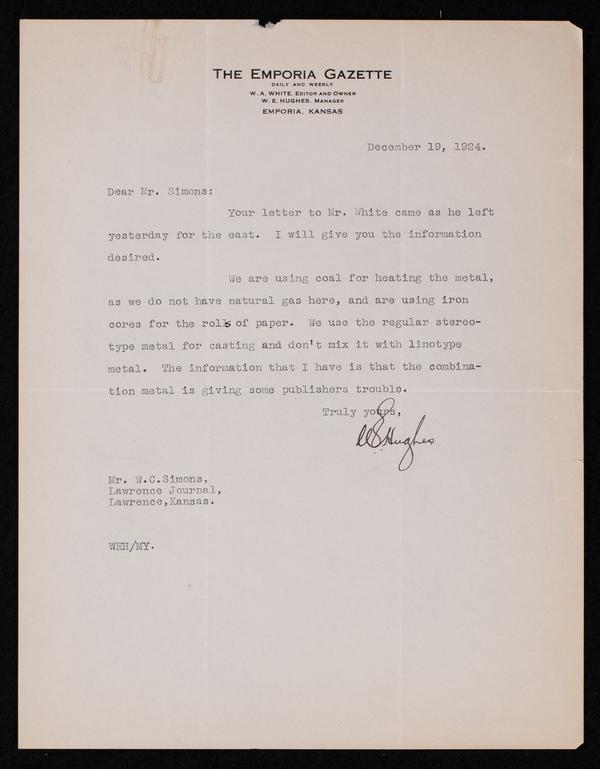 THE EMPORIA GAZETTE
DAILY AND WEEKLY
W. A. WHITE, EDITOR AND OWNER
W. E. HUGHES, MANAGER
EMPORIA, KANSAS
December 19, 1924.
Dear Mr. Simons:
Your letter to Mr. White came as he left
yesterday for the east. I will give you the information
desired.
We are using coal for heating the metal,
as we do not have natural gas here, and are using iron
cores for the rolls of paper. We use the regular stereo-
type metal for casting and don't mix it with linotype
metal. The information that I have is that the combina-
tion metal is giving some publishers trouble.
Truly yours,
W E Hughes
Mr. W.C.Simons,
Lawrence Journal,
Lawrence,Kansas.
WEH/MY.